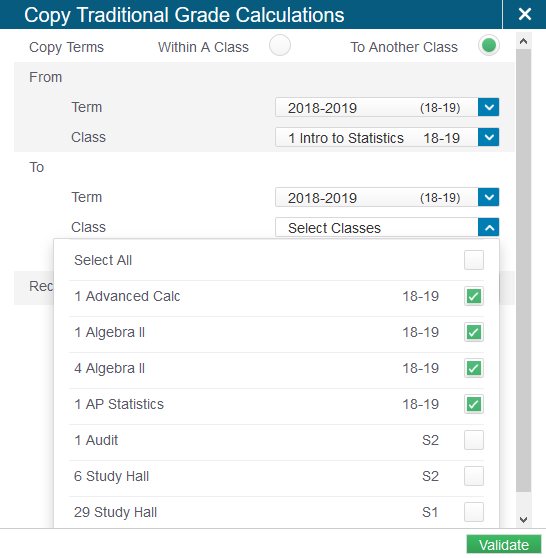 Copy Traditional Grade Calculations
Copy Terms Within A Class To Another Class
From
Term 2018-2019 (18-19)
Class 1 Intro to Statistics 18-19
To
Term 2018-2019 (18-19)
Class Select Classes
Select All
Rec
1 Advanced Calc 18-19
1 Algebra II 18-19
4 Algebra II 18-19
1 AP Statistics 18-19
1 Audit S2
6 Study Hall S2
29 Study Hall S1
Validate